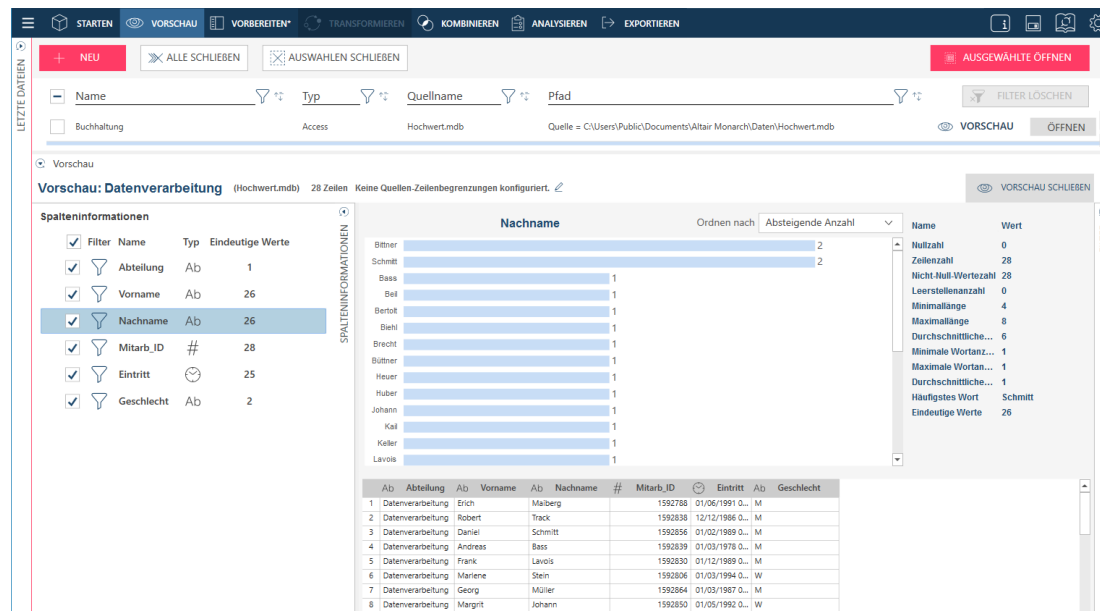 STARTEN VORSCHAU VORBEREITEN* TRANSFORMIEREN KOMBINIEREN ANALYSIEREN EXPORTIEREN
LETZTE DATEIEN
NEU ALLE SCHLIEßEN AUSWAHLEN SCHLIEßEN AUSGEWÄHLTE ÖFFNEN
Name Typ Quellname Pfad FILTER LÖSCHEN
Buchhaltung Access Hochwert.mdb Quelle = C:\Users\Public\Documents\Altair Monarch\Daten\Hochwert.mdb VORSCHAU ÖFFNEN
Vorschau
Vorschau: Datenverarbeitung (Hochwert.mdb) 28 Zeilen Keine Quellen-Zeilenbegrenzungen konfiguriert. VORSCHAU SCHLIEßEN
Spalteninformationen
Filter Name Typ Eindeutige Werte
Abteilung Ab 1
Vorname Ab 26
Nachname Ab 26
Mitarb_ID # 28
Eintritt 25
Geschlecht Ab 2
SPALTENINFORMATIONEN
Nachname Ordnen nach Absteigende Anzahl
Bittner 2
Schmitt 2
Bass 1
Beil 1
Bertolt 1
Biehl 1
Brecht 1
Büttner 1
Heuer 1
Huber 1
Johann 1
Kail 1
Keller 1
Lavois 1
Name Wert
Nullzahl 0
Zeilenzahl 28
Nicht-Null-Wertezahl 28
Leerstellenanzahl 0
Minimallänge 4
Maximallänge 8
Durchschnittliche... 6
Minimale Wortanz... 1
Maximale Wortan... 1
Durchschnittliche... 1
Häufigstes Wort Schmitt
Eindeutige Werte 26
Ab Abteilung Ab Vorname Ab Nachname # Mitarb_ID Eintritt Ab Geschlecht
1 Datenverarbeitung Erich Maiberg 1592788 01/06/1991 0... M
2 Datenverarbeitung Robert Track 1592838 12/12/1986 0... M
3 Datenverarbeitung Daniel Schmitt 1592856 01/02/1989 0... M
4 Datenverarbeitung Andreas Bass 1592839 01/03/1978 0... M
5 Datenverarbeitung Frank Lavois 1592830 01/12/1989 0... M
6 Datenverarbeitung Marlene Stein 1592806 01/03/1994 0... W
7 Datenverarbeitung Georg Müller 1592864 01/03/1987 0... M
8 Datenverarbeitung Margrit Johann 1592850 01/05/1992 0... W